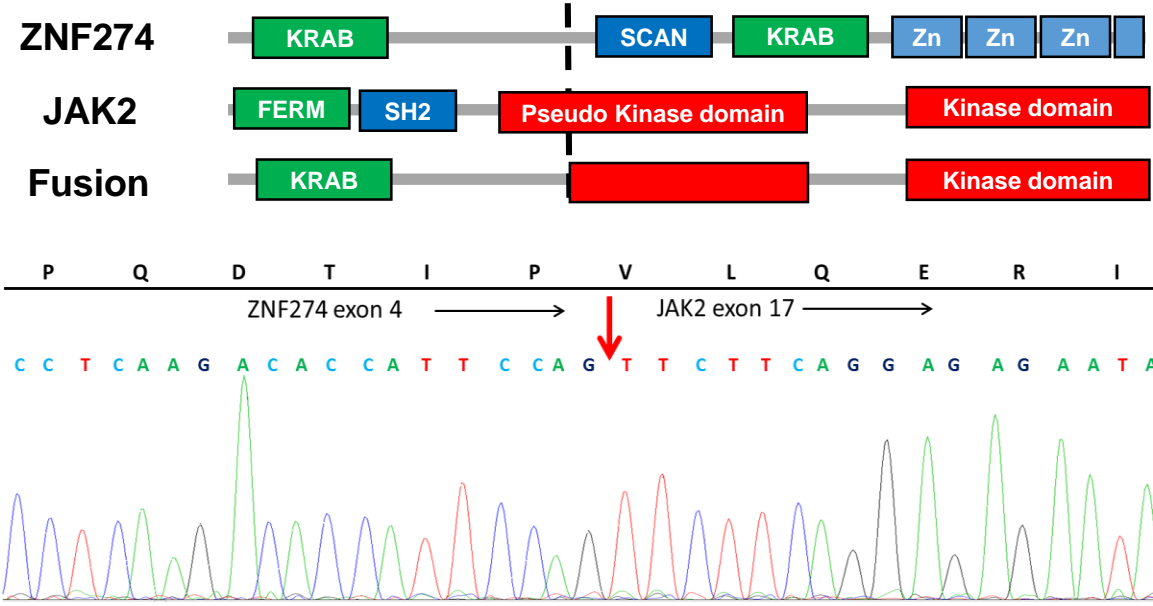 ZNF274 KRAB SCAN KRAB Zn Zn Zn
JAK2 FERM SH2 Pseudo Kinase domain Kinase domain
Fusion KRAB Kinase domain
P Q D T I P V L Q E R I
ZNF274 exon 4 JAK2 exon 17
C C T C A A G A C A C C A T T C C A G T T C T T C A G G A G A G A A T A